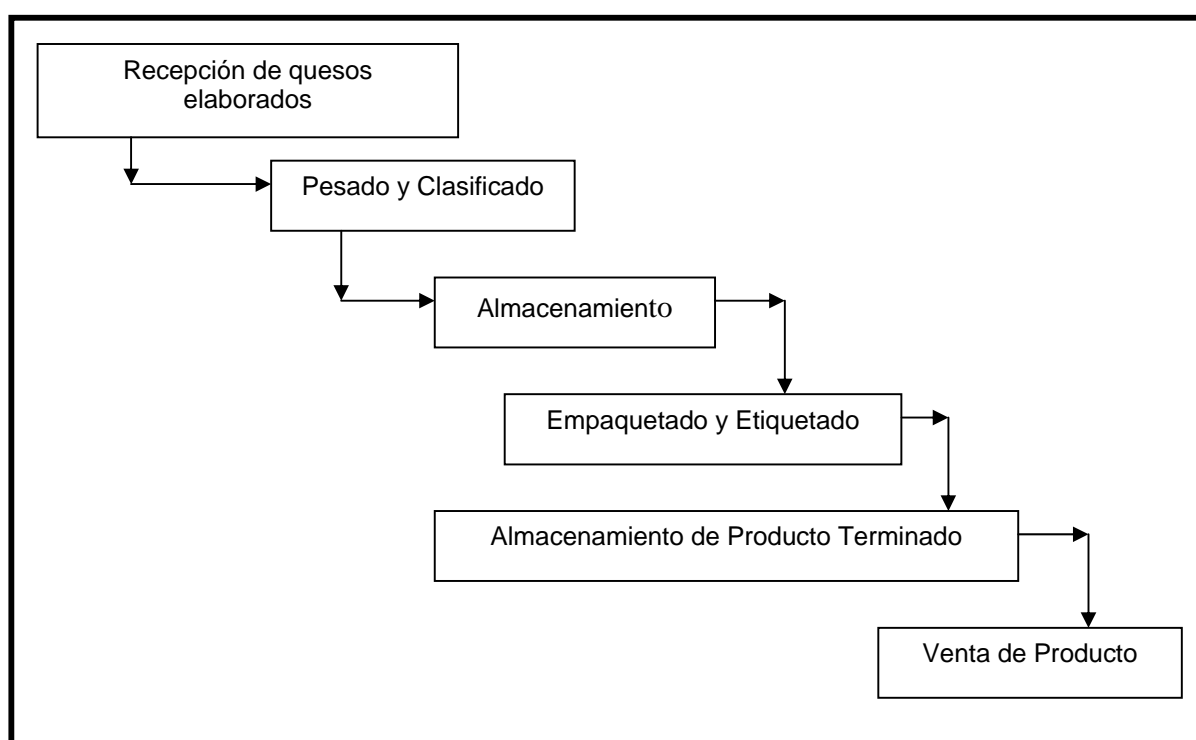 Recepción de quesos
elaborados
Pesado y Clasificado
Almacenamiento
Empaquetado y Etiquetado
Almacenamiento de Producto Terminado
Venta de Producto